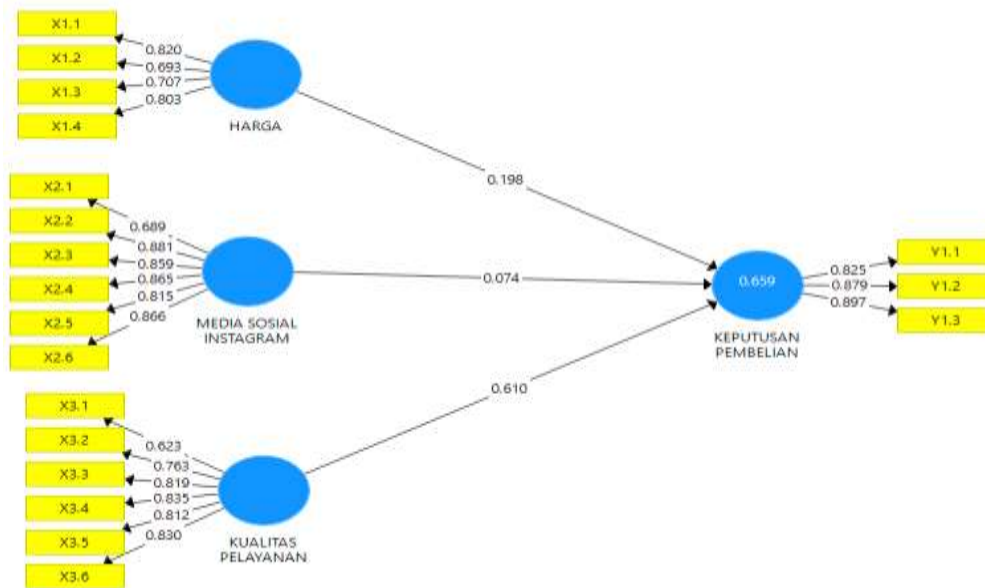 X1.1
X1.2
X1.3
X1.4
0.820
0.693
0.707
0.803
HARGA
0.198
X2.1
X2.2
X2.3
X2.4
X2.5
X2.6
0.689
0.881
0.859
0.865
0.815
0.866
MEDIA SOSIAL
INSTAGRAM
0.074
X3.1
X3.2
X3.3
X3.4
X3.5
X3.6
0.623
0.763
0.819
0.835
0.812
0.830
KUALITAS
PELAYANAN
0.610
0.659
KEPUTUSAN
PEMBELIAN
0.825
0.879
0.897
Y1.1
Y1.2
Y1.3